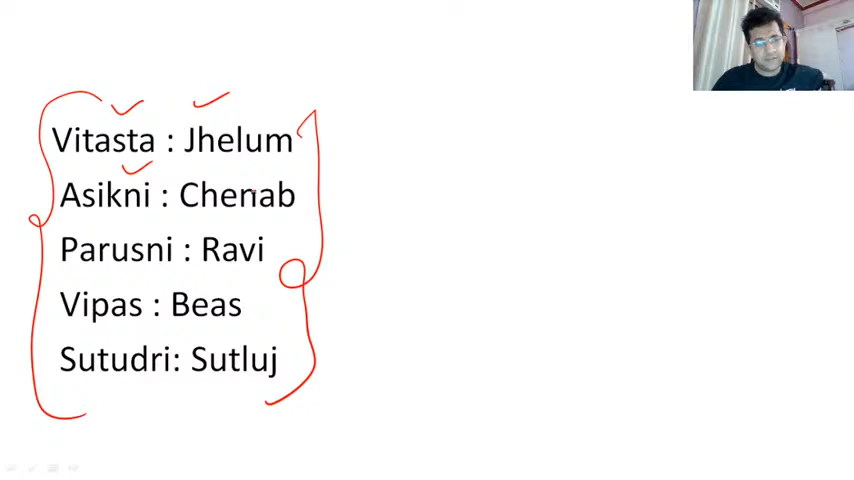 Vitasta : Jhelum
Asikni : Chenab
Parusni : Ravi
Vipas : Beas
Sutudri: Sutluj